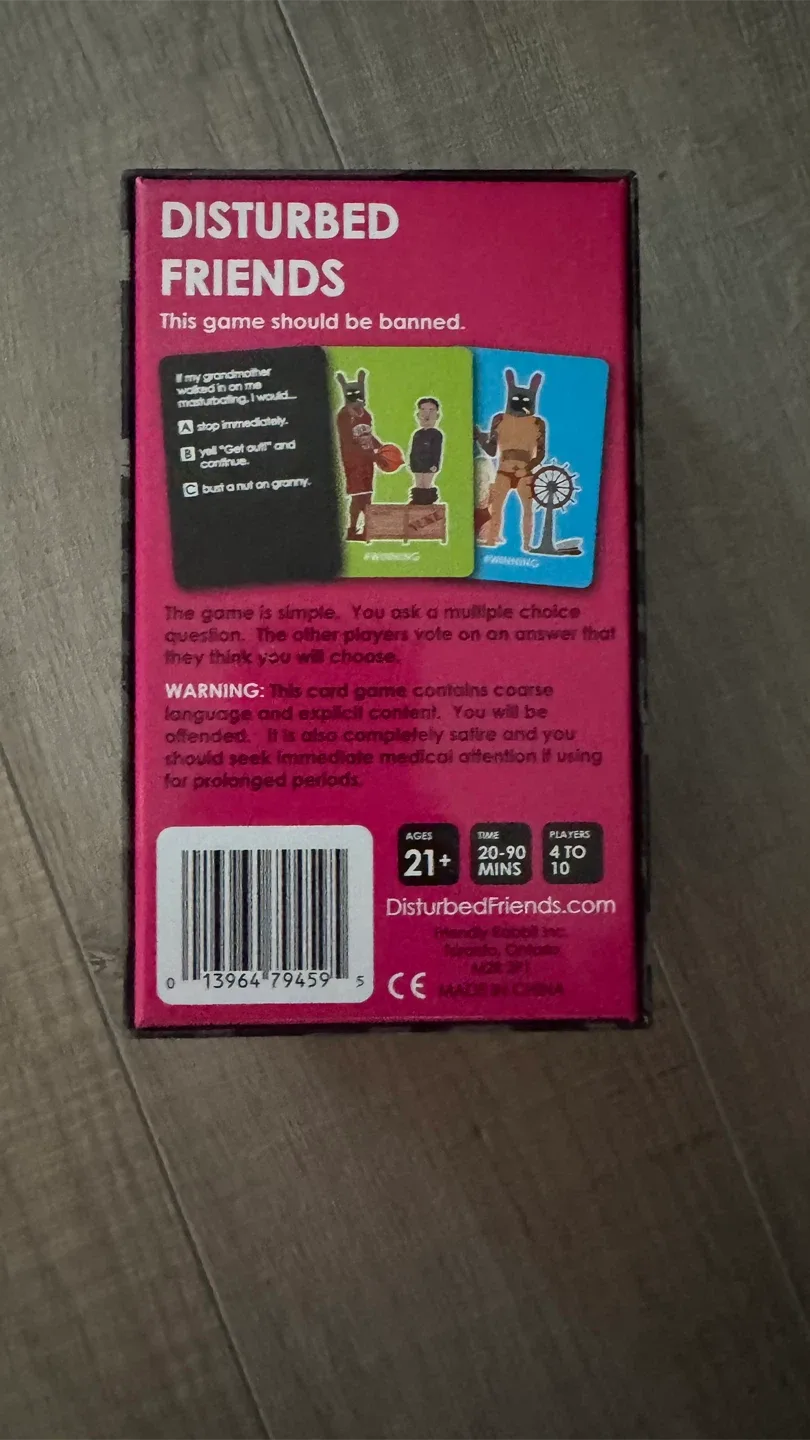 DISTURBED
FRIENDS
This game should be banned.
If my grandmother
walked in on me
masturbating, I would...
A stop immediately.
B yell "Get out!" and
continue.
C bust a nut on granny.
NUKE
#WINNING
#WINNING
The game is simple. You ask a multiple choice
question. The other players vote on an answer that
they think you will choose.
WARNING: This card game contains coarse
language and explicit content. You will be
offended. It is also completely satire and you
should seek immediate medical attention if using
for prolonged periods.
AGES
21+
TIME
20-90
MINS
PLAYERS
4 TO
10
DisturbedFriends.com
Friendly Rabbit Inc.
Toronto, Ontario
MADE IN CHINA
CE
0 13964 79459 5